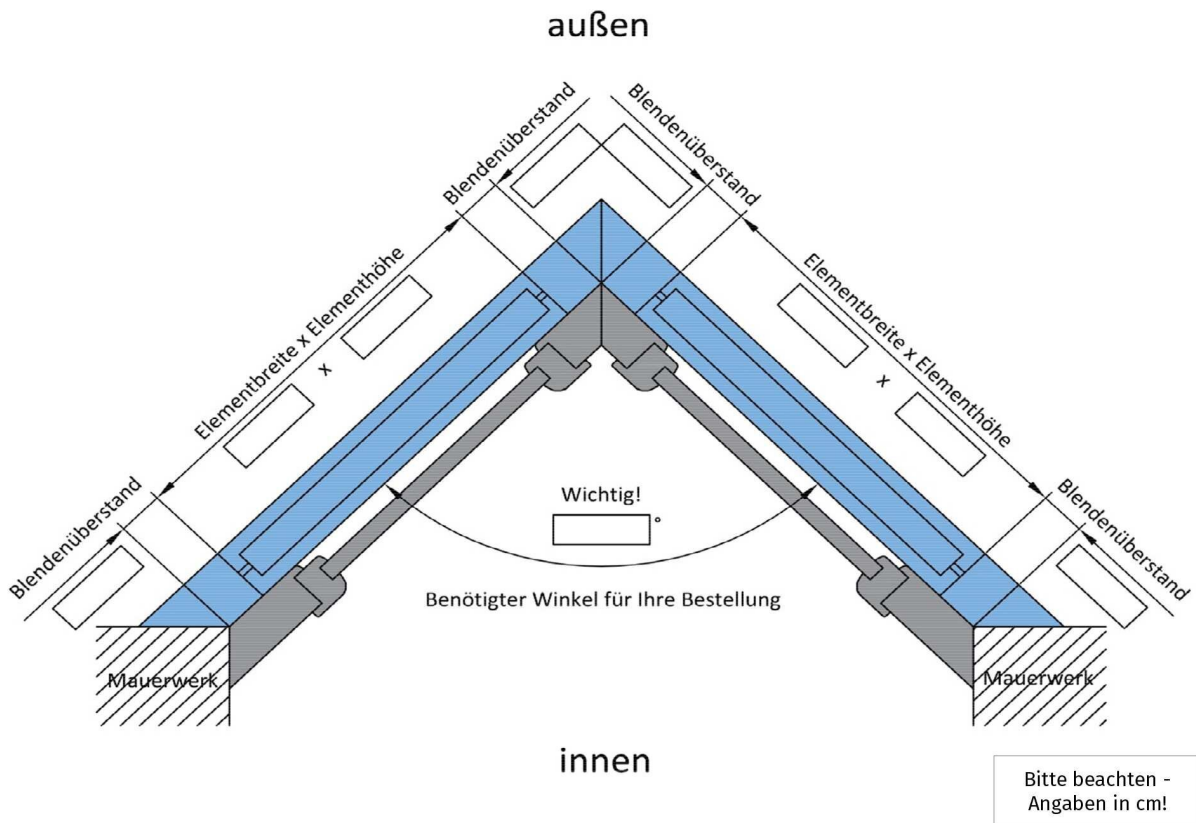 außen
Blendenüberstand
Blendenüberstand
Elementbreite x Elementhöhe
x
Elementbreite x Elementhöhe
x
Blendenüberstand
Blendenüberstand
Wichtig!
°
Benötigter Winkel für Ihre Bestellung
Mauerwerk
Mauerwerk
innen
Bitte beachten -
Angaben in cm!